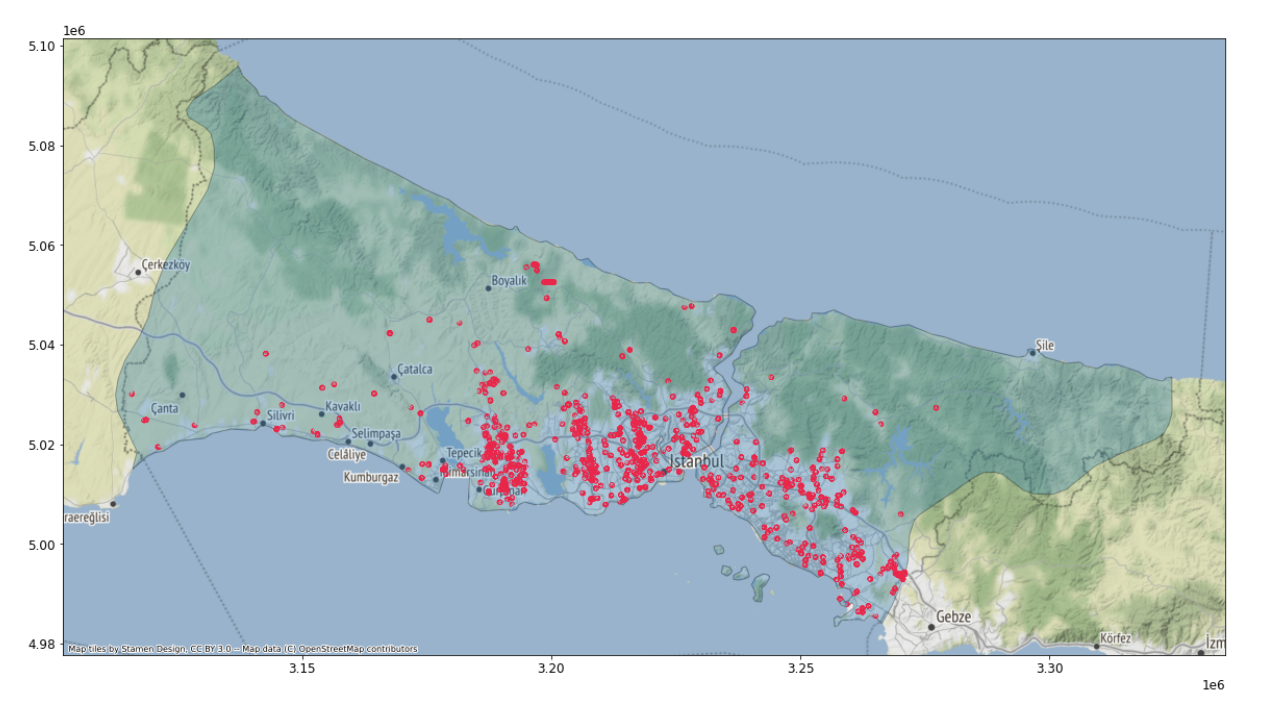 1e6
5.10
5.08
5.06
5.04
5.02
5.00
4.98
Çerkezköy
Boyalık
Şile
Çatalca
Çanta
Silivri
Kavaklı
Selimpaşa
Celâliye
Tepecik
Kumburgaz
İstanbul
raereğlisi
Gebze
Körfez
İzm
Map tiles by Stamen Design, CC BY 3.0 -- Map data (C) OpenStreetMap contributors
3.15
3.20
3.25
3.30
1e6